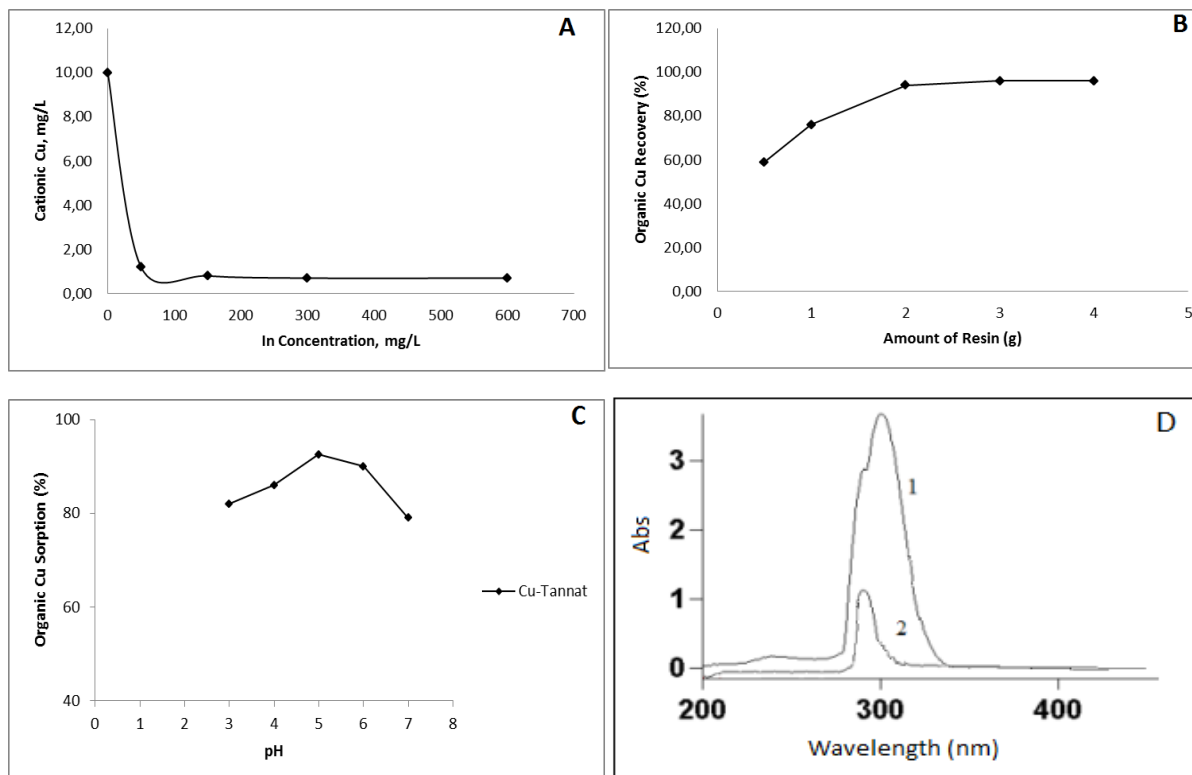 A
12,00
10,00
8,00
6,00
4,00
2,00
0,00
Cationic Cu, mg/L
0 100 200 300 400 500 600 700
In Concentration, mg/L
B
120,00
100,00
80,00
60,00
40,00
20,00
0,00
Organic Cu Recovery (%)
0 1 2 3 4 5
Amount of Resin (g)
C
100
80
60
40
Organic Cu Sorption (%)
Cu-Tannat
0 1 2 3 4 5 6 7 8
pH
D
3
2
1
0
Abs
1
2
200 300 400
Wavelength (nm)